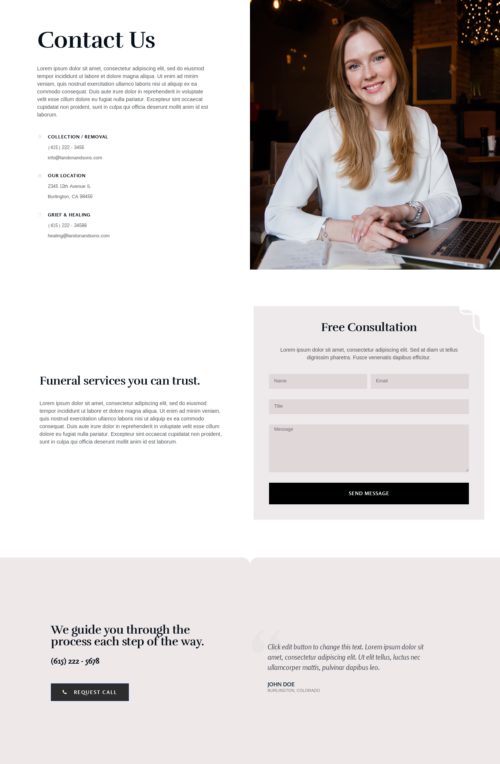 Contact Us
Lorem ipsum dolor sit amet, consectetur adipiscing elit, sed do eiusmod
tempor incididunt ut labore et dolore magna aliqua. Ut enim ad minim
veniam, quis nostrud exercitation ullamco laboris nisi ut aliquip ex ea
commodo consequat. Duis aute irure dolor in reprehenderit in voluptate
velit esse cillum dolore eu fugiat nulla pariatur. Excepteur sint occaecat
cupidatat non proident, sunt in culpa qui officia deserunt mollit anim id est
laborum.
COLLECTION / REMOVAL
(415) 222 - 3456
info@landonandsons.com
OUR LOCATION
2345 12th Avenue S,
Burlington, CA 98459
GRIEF & HEALING
(415) 222 - 34566
healing@landonandsons.com
Free Consultation
Lorem ipsum dolor sit amet, consectetur adipiscing elit. Sed at diam ut tellus
dignissim pharetra. Fusce venenatis dapibus efficitur.
Name
Email
Title
Message
SEND MESSAGE
Funeral services you can trust.
Lorem ipsum dolor sit amet, consectetur adipiscing elit, sed do eiusmod
tempor incididunt ut labore et dolore magna aliqua. Ut enim ad minim veniam,
quis nostrud exercitation ullamco laboris nisi ut aliquip ex ea commodo
consequat. Duis aute irure dolor in reprehenderit in voluptate velit esse cillum
dolore eu fugiat nulla pariatur. Excepteur sint occaecat cupidatat non proident,
sunt in culpa qui officia deserunt mollit anim id est laborum
We guide you through the
process each step of the way.
(615) 222 - 5678
REQUEST CALL
Click edit button to change this text. Lorem ipsum dolor sit
amet, consectetur adipiscing elit. Ut elit tellus, luctus nec
ullamcorper mattis, pulvinar dapibus leo.
JOHN DOE
BURLINGTON, COLORADO